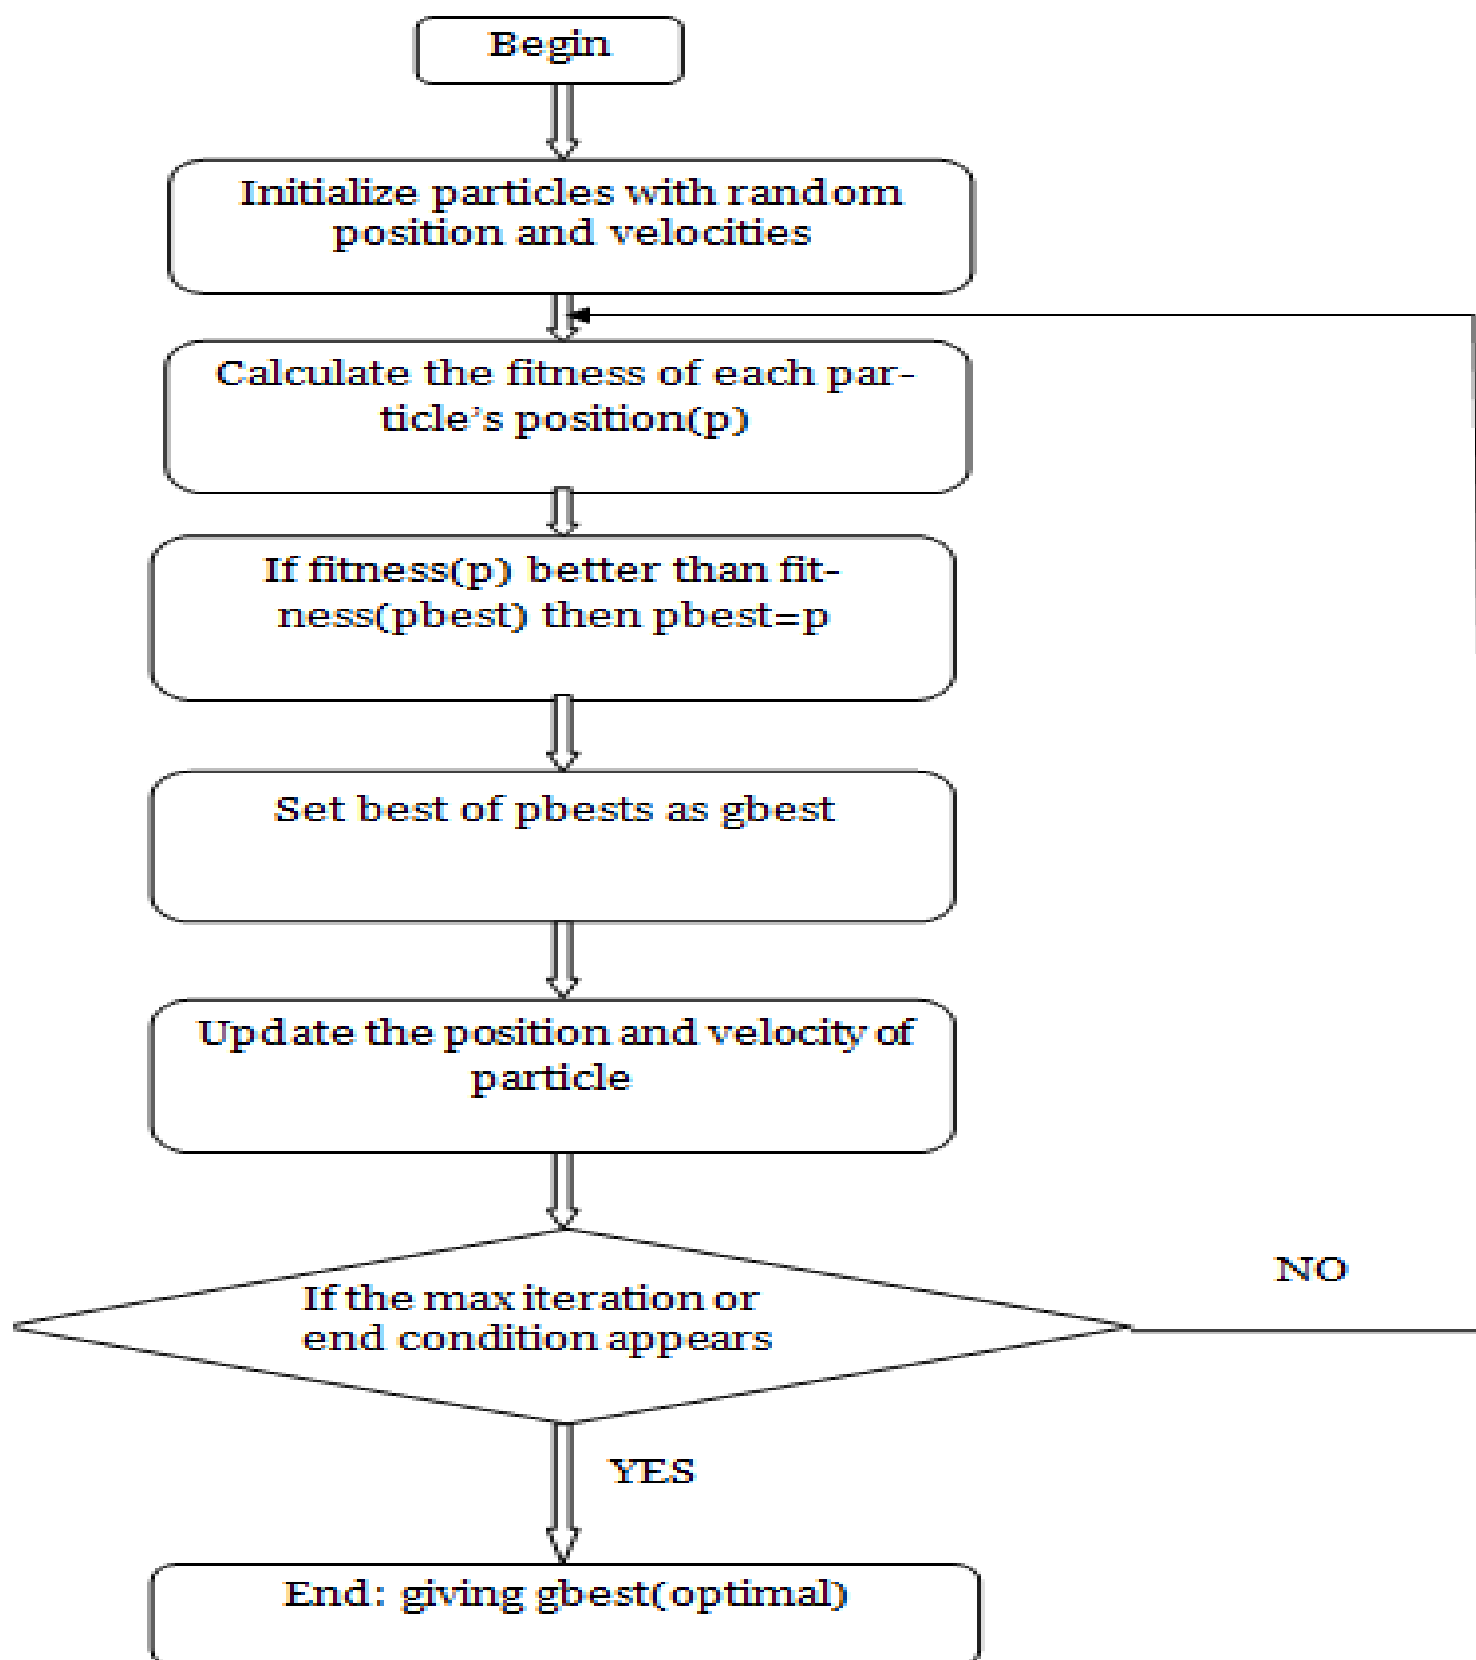 Begin
Initialize particles with random
position and velocities
Calculate the fitness of each par-
ticle's position(p)
If fitness(p) better than fit-
ness(pbest) then pbest=p
Set best of pbests as gbest
Update the position and velocity of
particle
If the max iteration or
end condition appears
NO
YES
End: giving gbest(optimal)